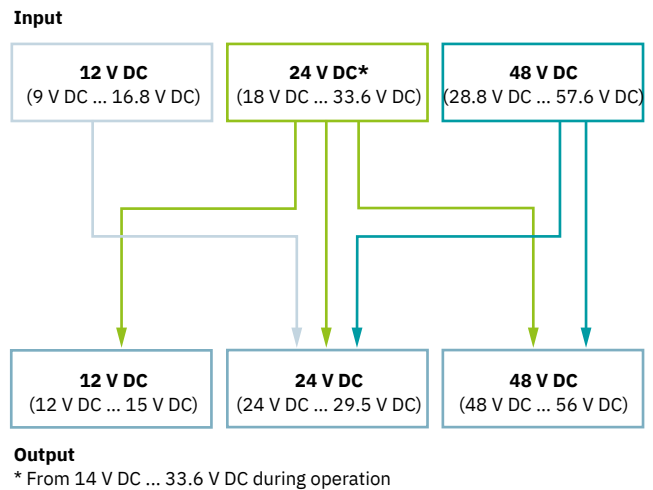 Input
12 V DC
(9 V DC ... 16.8 V DC)
24 V DC*
(18 V DC ... 33.6 V DC)
48 V DC
(28.8 V DC ... 57.6 V DC)
12 V DC
(12 V DC ... 15 V DC)
24 V DC
(24 V DC ... 29.5 V DC)
48 V DC
(48 V DC ... 56 V DC)
Output
* From 14 V DC ... 33.6 V DC during operation